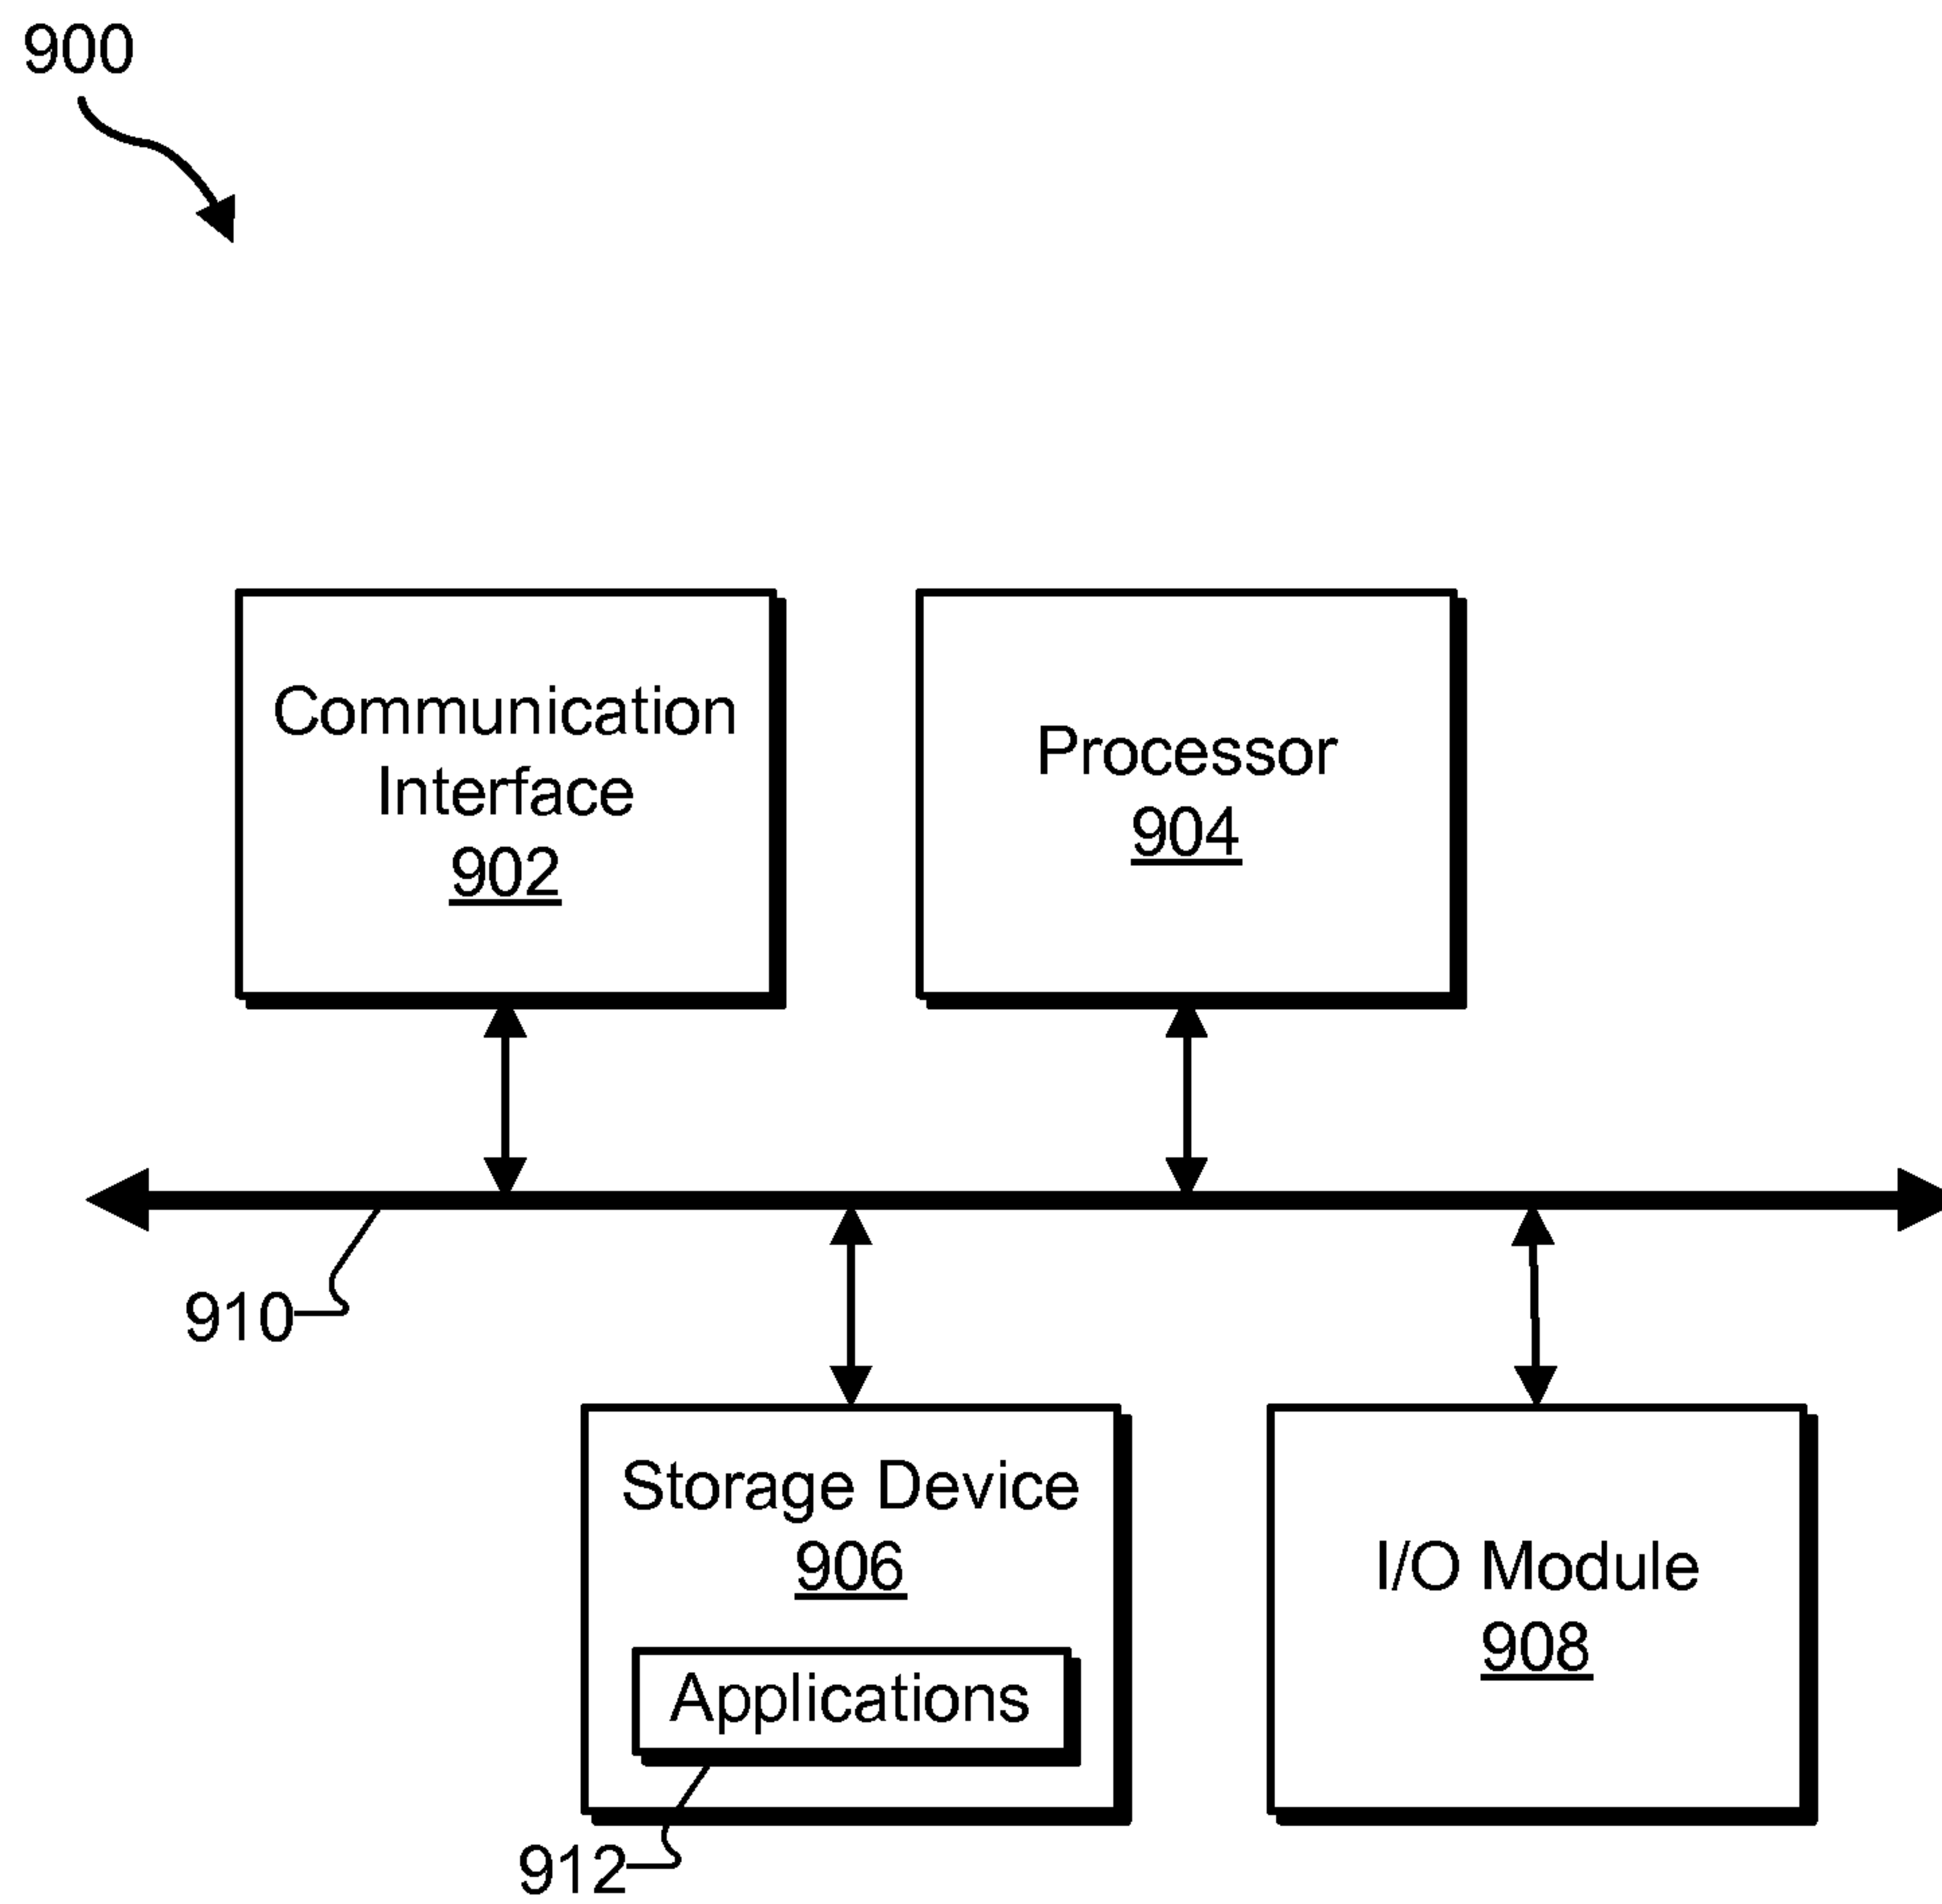 900
Communication
Interface
902
Processor
904
910
Storage Device
906
Applications
912
I/O Module
908